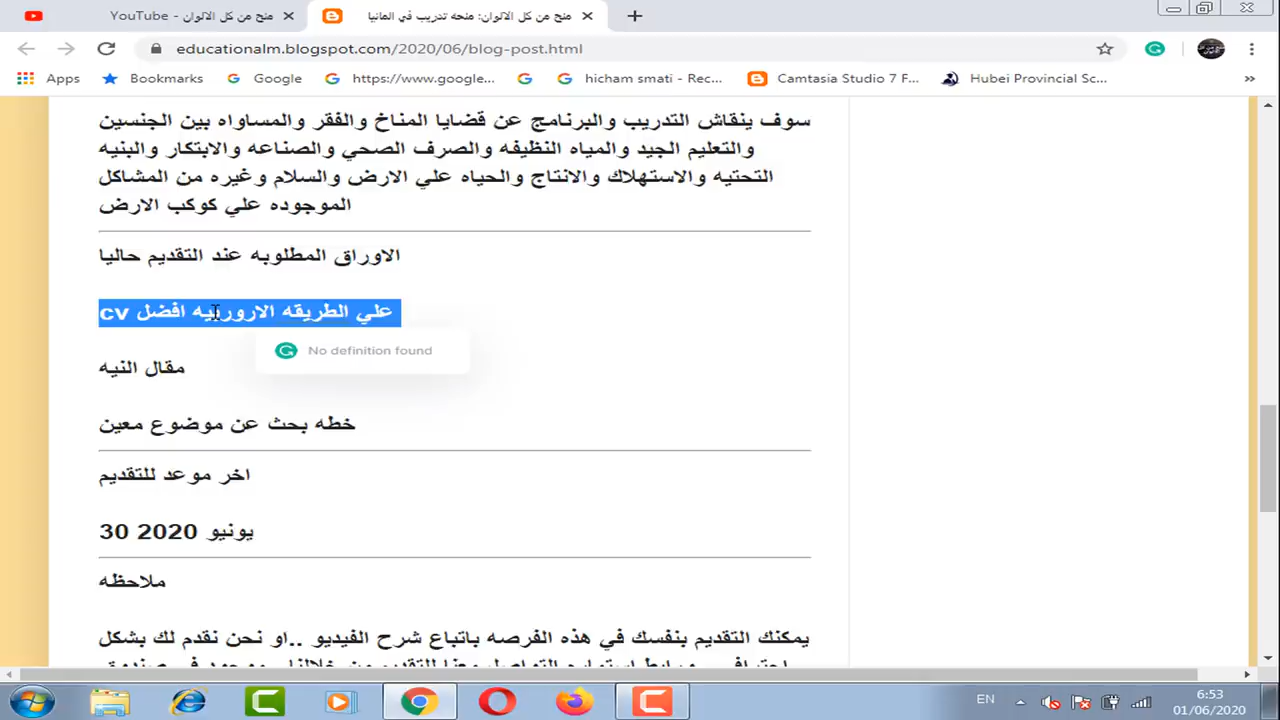 منح من كل الالوان - YouTube
منح من كل الالوان: منحه تدريب في المانيا
educationalm.blogspot.com/2020/06/blog-post.html
Apps
Bookmarks
Google
https://www.google...
hicham smati - Rec...
Camtasia Studio 7 F...
Hubei Provincial Sc...
»
سوف ينقاش التدريب والبرنامج عن قضايا المناخ والفقر والمساواه بين الجنسين
والتعليم الجيد والمياه النظيفه والصرف الصحي والصناعه والابتكار والبنيه
التحتيه والاستهلاك والانتاج والحياه علي الارض والسلام وغيره من المشاكل
الموجوده علي كوكب الارض
الاوراق المطلوبه عند التقديم حاليا
علي الطريقه افضل cv
No definition found
مقال النيه
خطه بحث عن موضوع معين
اخر موعد للتقديم
30 يونيو 2020
ملاحظه
يمكنك التقديم بنفسك في هذه الفرصه باتباع شرح الفيديو ..او نحن نقدم لك بشكل
EN
6:53
01/06/2020